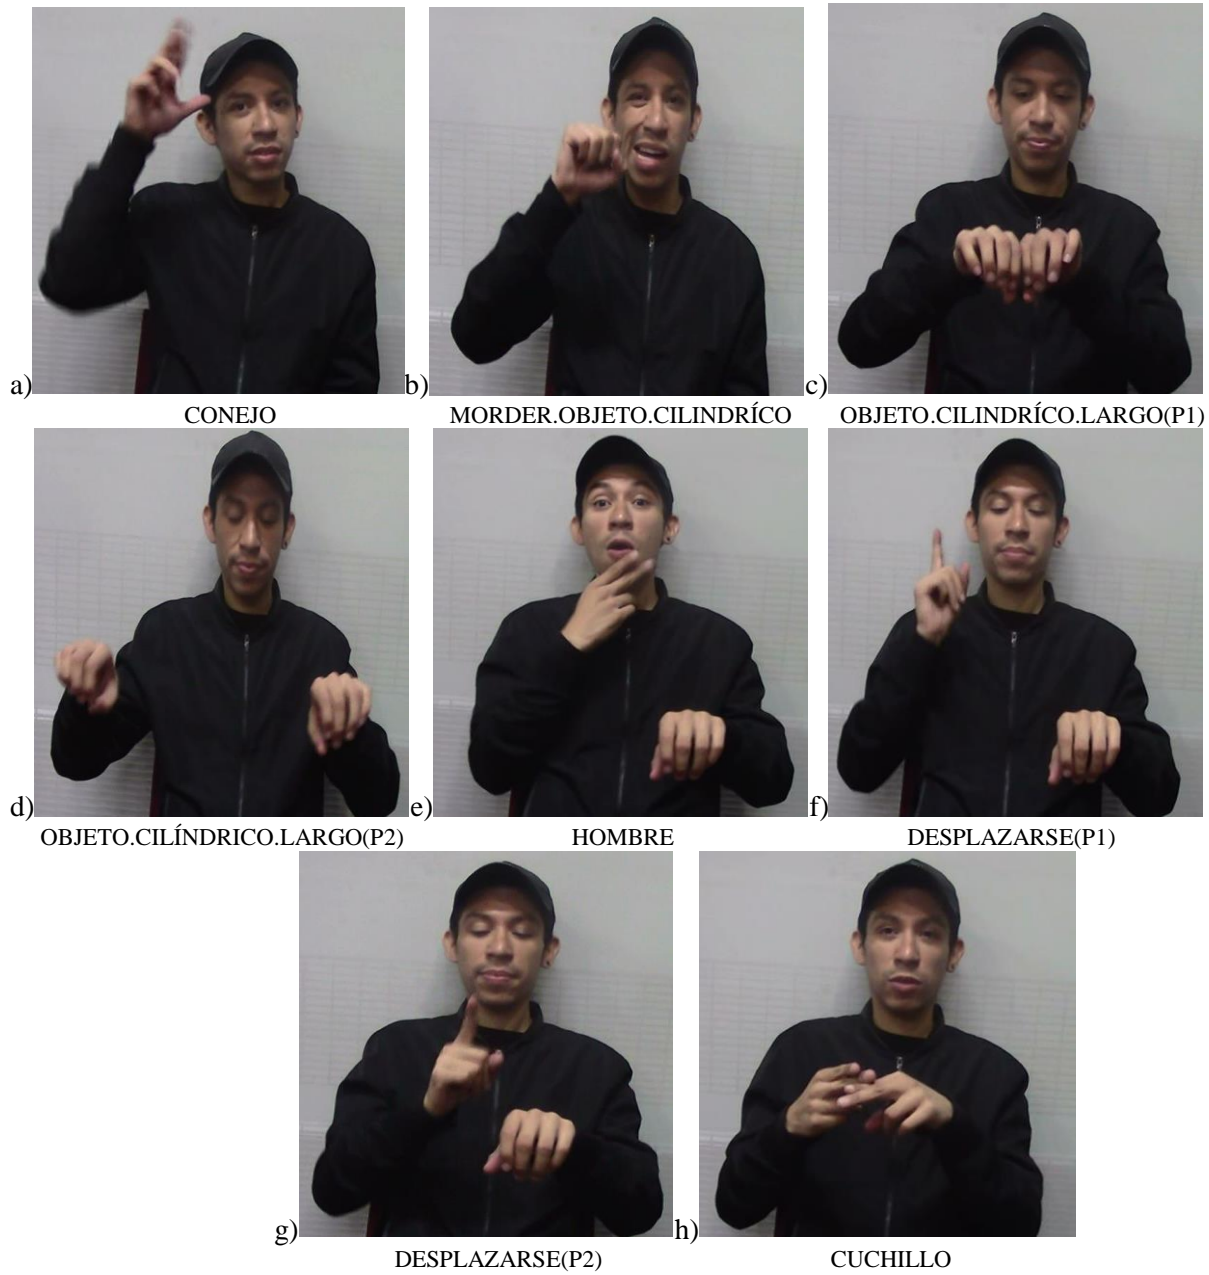 a) b) c)
CONEJO MORDER.OBJETO.CILINDRÍCO OBJETO.CILINDRÍCO.LARGO(P1)
d) e) f)
OBJETO.CILÍNDRICO.LARGO(P2) HOMBRE DESPLAZARSE(P1)
g) h)
DESPLAZARSE(P2) CUCHILLO